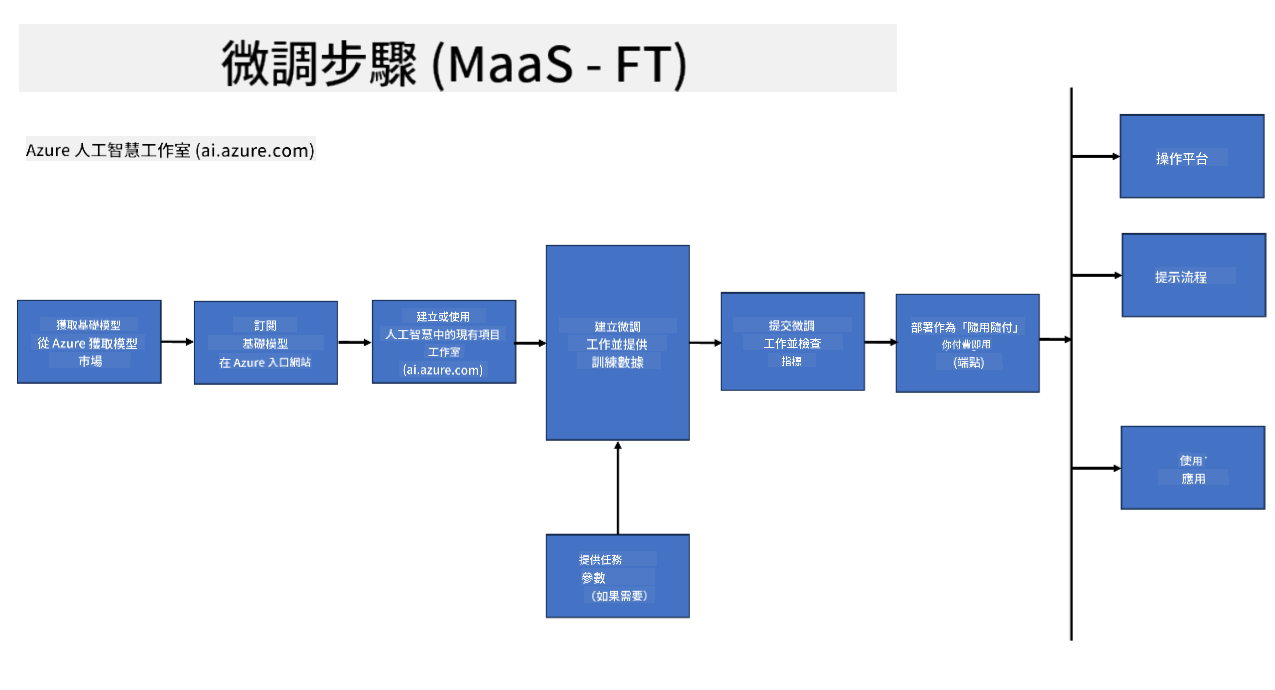 微調步驟 (MaaS - FT)
Azure 人工智慧工作室 (ai.azure.com)
獲取基礎模型
從 Azure 獲取模型
市場
訂閱
基礎模型
在 Azure 入口網站
建立或使用
人工智慧中的現有項目
工作室
(ai.azure.com)
建立微調
工作並提供
訓練數據
提供任務
參數
(如果需要)
提交微調
工作並檢查
指標
部署作為「隨用隨付」
你付費即用
(端點)
操作平台
提示流程
使用
應用